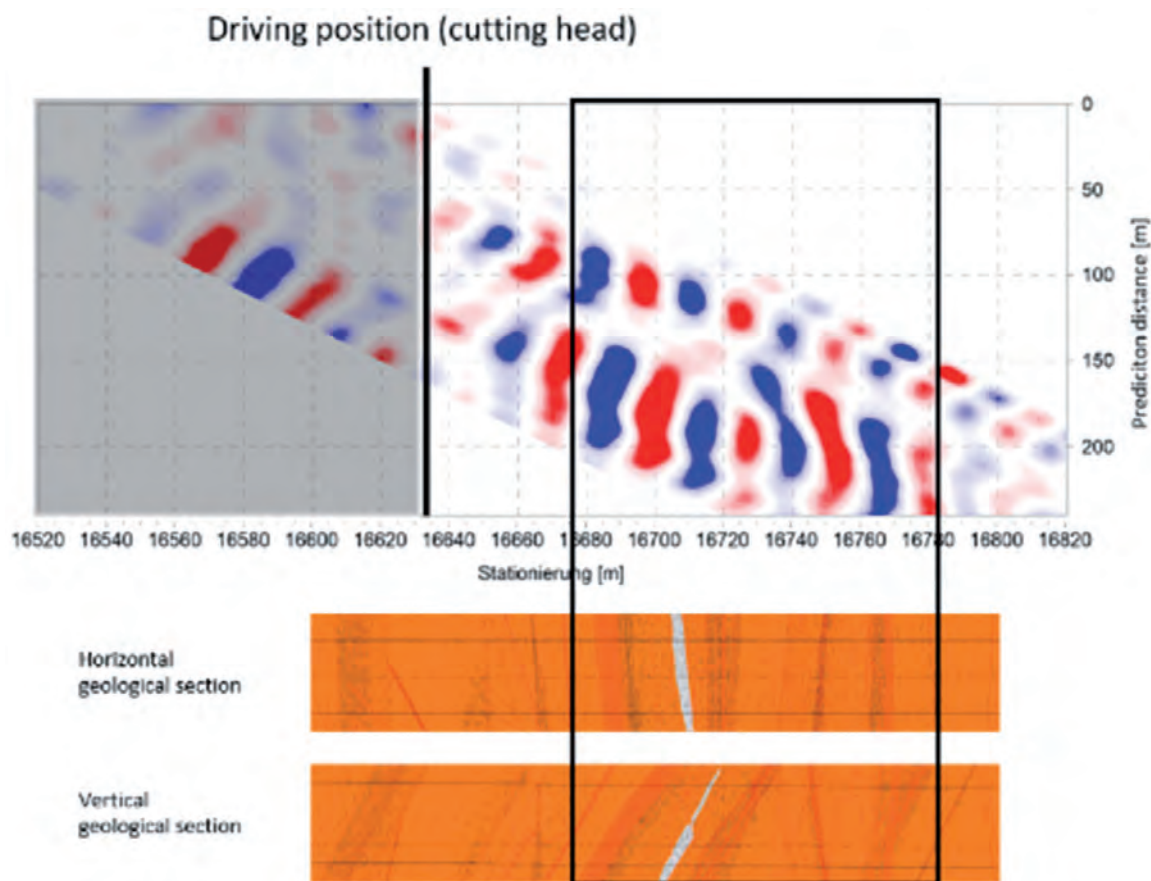 Driving position (cutting head)
0
50
100
150
200
Prediciton distance [m]
16520 16540 16560 16580 16600 16620 16640 16660 16680 16700 16720 16740 16760 16780 16800 16820
Stationierung [m]
Horizontal
geological section
Vertical
geological section